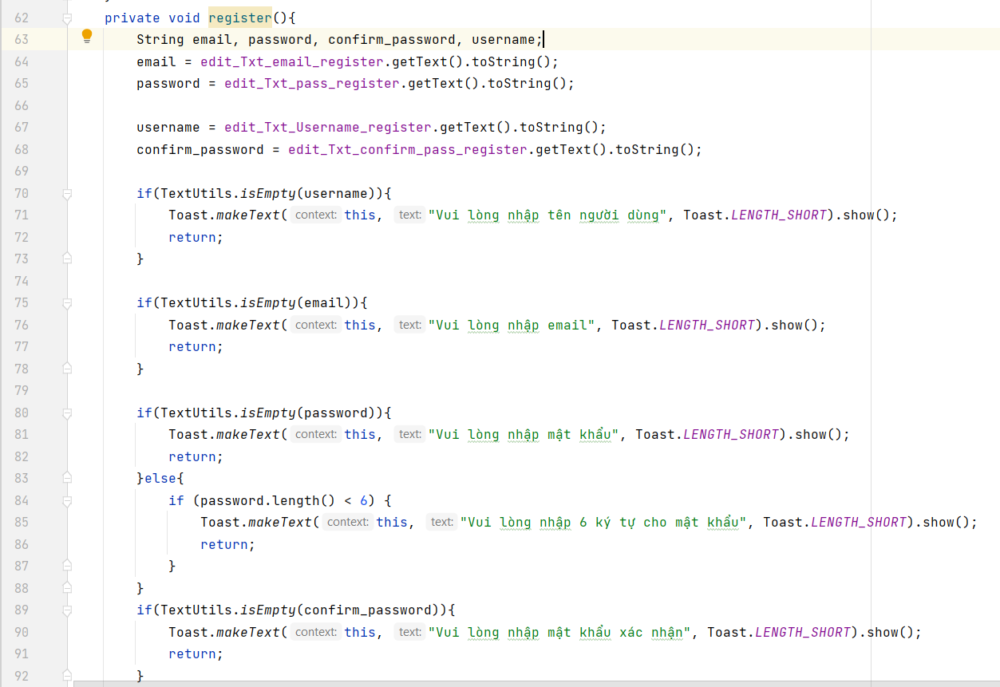 62 private void register(){
63 String email, password, confirm_password, username;
64 email = edit_Txt_email_register.getText().toString();
65 password = edit_Txt_pass_register.getText().toString();
66
67 username = edit_Txt_Username_register.getText().toString();
68 confirm_password = edit_Txt_confirm_pass_register.getText().toString();
69
70 if(TextUtils.isEmpty(username)){
71 Toast.makeText( context: this, text: "Vui lòng nhập tên người dùng", Toast.LENGTH_SHORT).show();
72 return;
73 }
74
75 if(TextUtils.isEmpty(email)){
76 Toast.makeText( context: this, text: "Vui lòng nhập email", Toast.LENGTH_SHORT).show();
77 return;
78 }
79
80 if(TextUtils.isEmpty(password)){
81 Toast.makeText( context: this, text: "Vui lòng nhập mật khẩu", Toast.LENGTH_SHORT).show();
82 return;
83 }else{
84 if (password.length() < 6) {
85 Toast.makeText( context: this, text: "Vui lòng nhập 6 ký tự cho mật khẩu", Toast.LENGTH_SHORT).show();
86 return;
87 }
88 }
89 if(TextUtils.isEmpty(confirm_password)){
90 Toast.makeText( context: this, text: "Vui lòng nhập mật khẩu xác nhận", Toast.LENGTH_SHORT).show();
91 return;
92 }